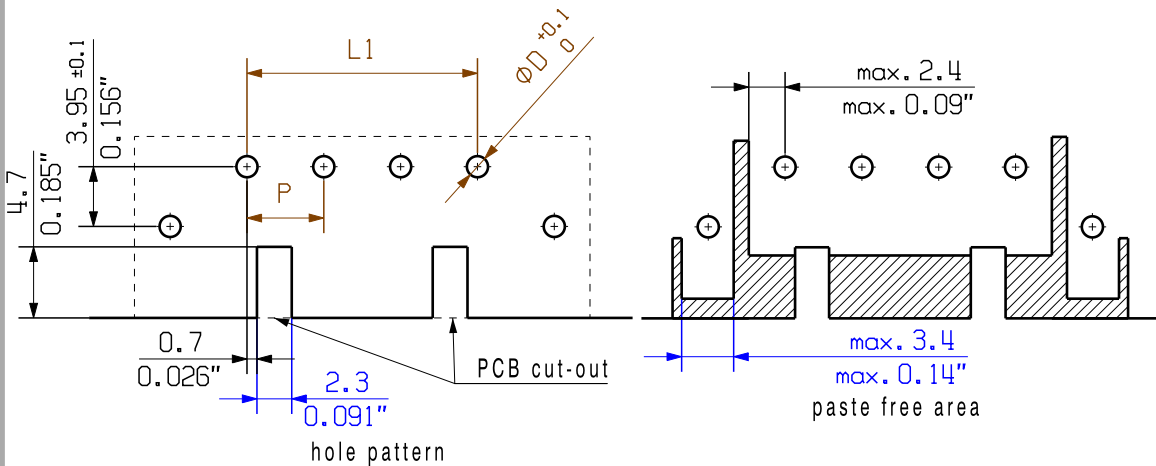 L1
ØD +0.1 0
3.95 ±0.1
0.156"
4.7
0.185"
P
0.7
0.026"
2.3
0.091"
PCB cut-out
hole pattern
max. 2.4
max. 0.09"
max. 3.4
max. 0.14"
paste free area